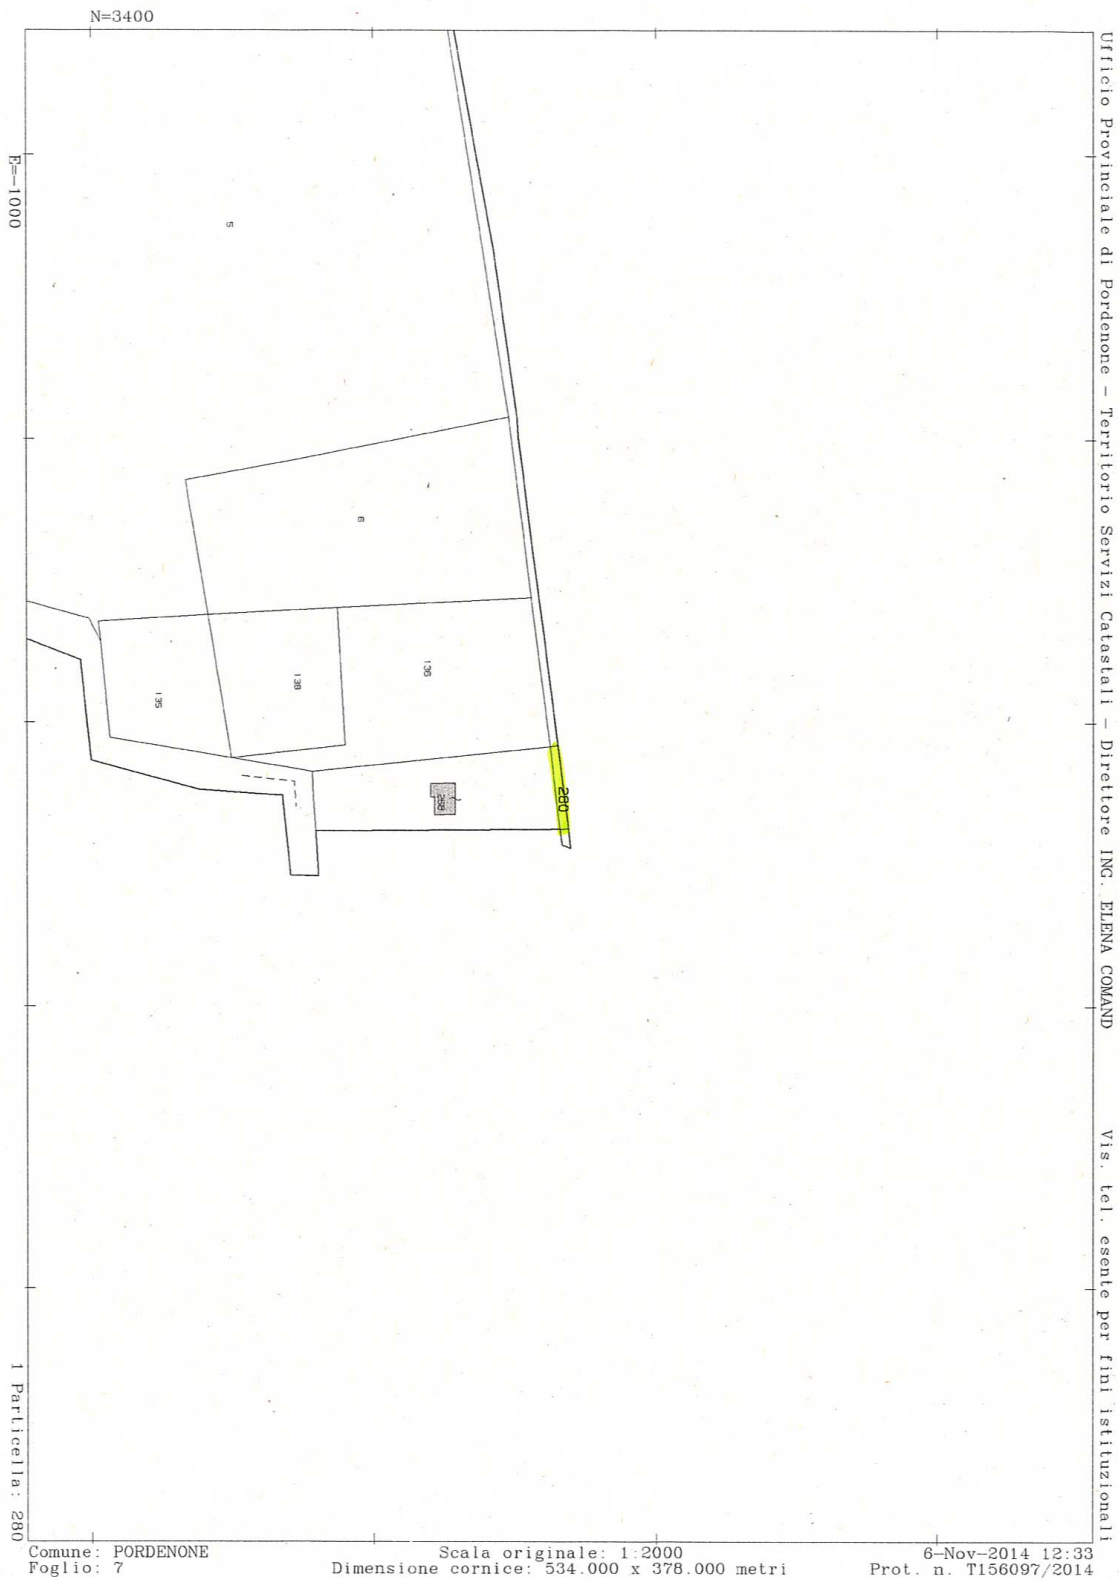 N=3400
E=-1000
Ufficio Provinciale di Pordenone - Territorio Servizi Catastali - Direttore ING. ELENA COMAND
Vis. tel. esente per fini istituzionali
5
6
136
138
135
268
280
1 Particella: 280
Comune: PORDENONE
Foglio: 7
Scala originale: 1:2000
Dimensione cornice: 534.000 x 378.000 metri
6-Nov-2014 12:33
Prot. n. T156097/2014